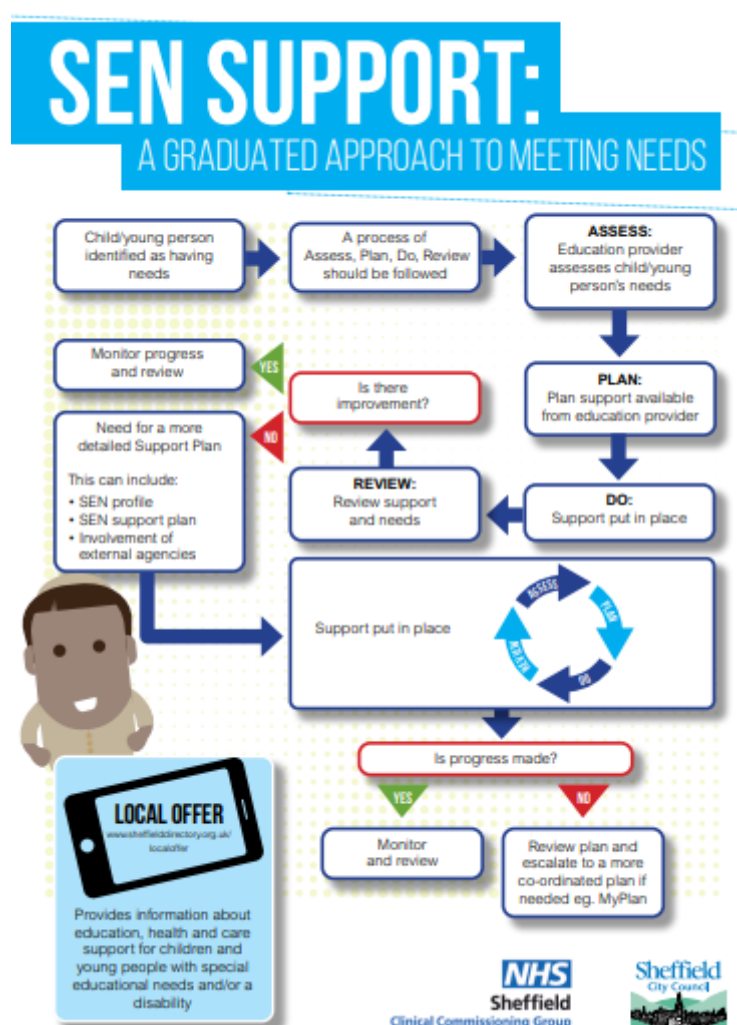 SEN SUPPORT:
A GRADUATED APPROACH TO MEETING NEEDS
Child/young person
identified as having
needs
A process of
Assess, Plan, Do, Review
should be followed
ASSESS:
Education provider
assesses child/young
person's needs
PLAN:
Plan support available
from education provider
DO:
Support put in place
REVIEW:
Review support
and needs
Is there
improvement?
YES
Monitor progress
and review
NO
Need for a more
detailed Support Plan
This can include:
• SEN profile
• SEN support plan
• Involvement of
external agencies
Support put in place
ASSESS
PLAN
DO
REVIEW
Is progress made?
YES
NO
Monitor
and review
Review plan and
escalate to a more
co-ordinated plan if
needed eg. MyPlan
LOCAL OFFER
www.sheffielddirectory.org.uk/
localoffer
Provides information about
education, health and care
support for children and
young people with special
educational needs and/or a
disability
NHS
Sheffield
Clinical Commissioning Group
Sheffield
City Council